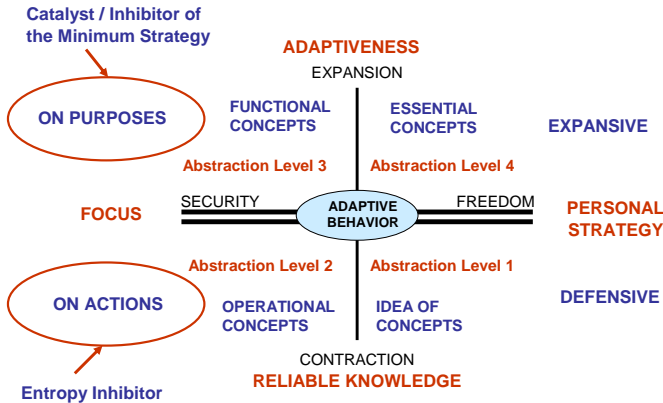 Catalyst / Inhibitor of
the Minimum Strategy
ADAPTIVENESS
EXPANSION
ON PURPOSES
FUNCTIONAL
CONCEPTS
ESSENTIAL
CONCEPTS
EXPANSIVE
Abstraction Level 3
Abstraction Level 4
FOCUS
SECURITY
ADAPTIVE
BEHAVIOR
FREEDOM
PERSONAL
STRATEGY
Abstraction Level 2
Abstraction Level 1
ON ACTIONS
OPERATIONAL
CONCEPTS
IDEA OF
CONCEPTS
DEFENSIVE
CONTRACTION
RELIABLE KNOWLEDGE
Entropy Inhibitor